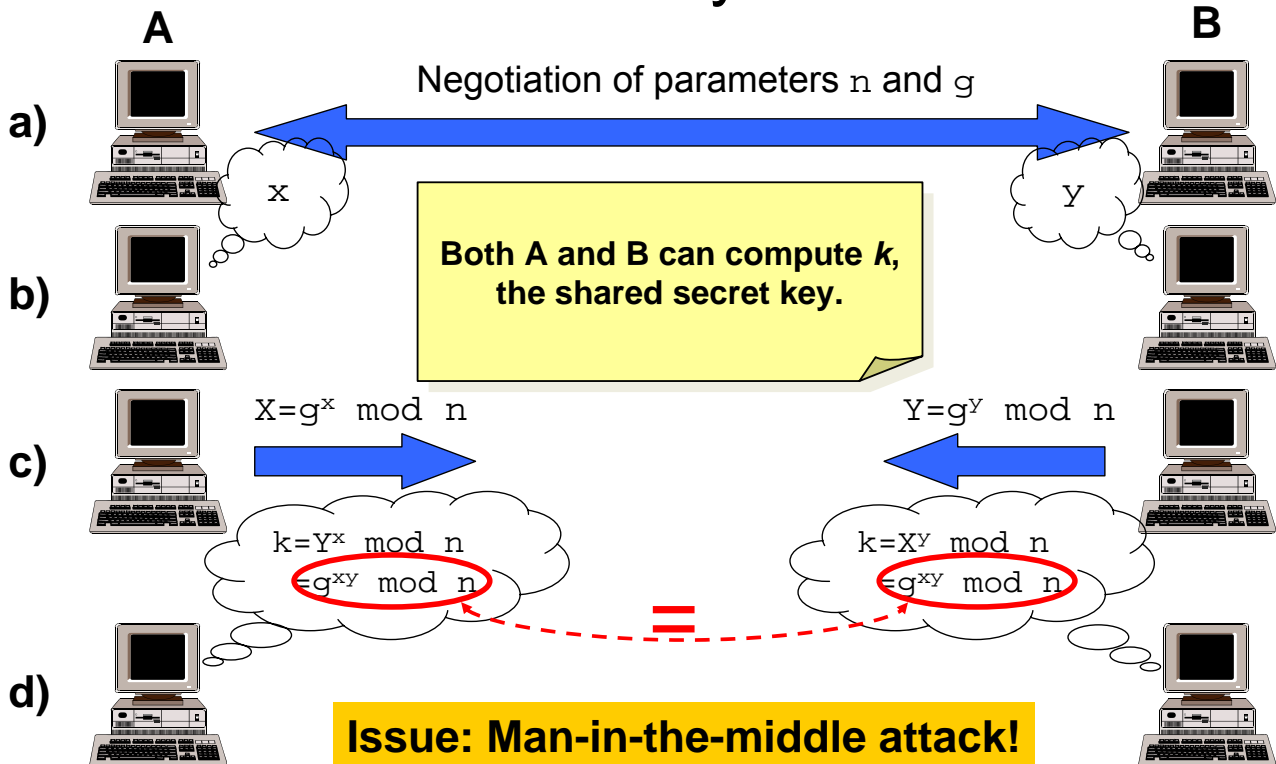 A
B
Negotiation of parameters n and g
a)
x
y
Both A and B can compute k,
the shared secret key.
b)
X=gˣ mod n
Y=gʸ mod n
c)
k=Yˣ mod n
=gˣʸ mod n
k=Xʸ mod n
=gˣʸ mod n
=
d)
Issue: Man-in-the-middle attack!